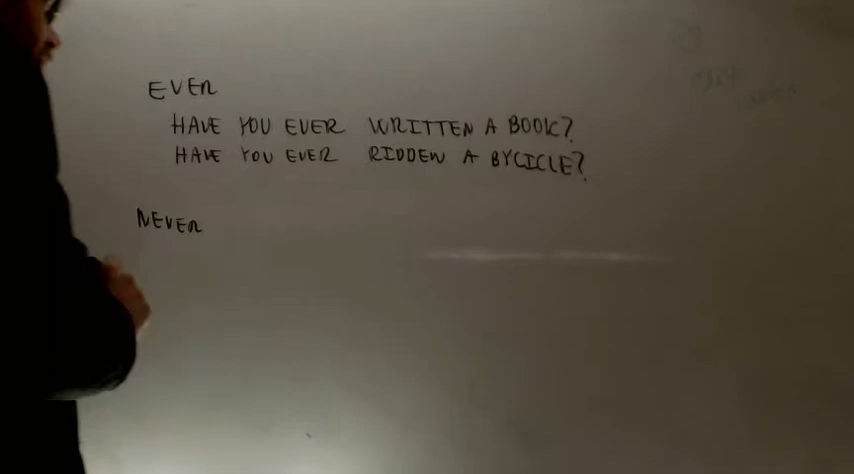 EVER
HAVE YOU EVER WRITTEN A BOOK?
HAVE YOU EVER RIDDEN A BYCICLE?
NEVER